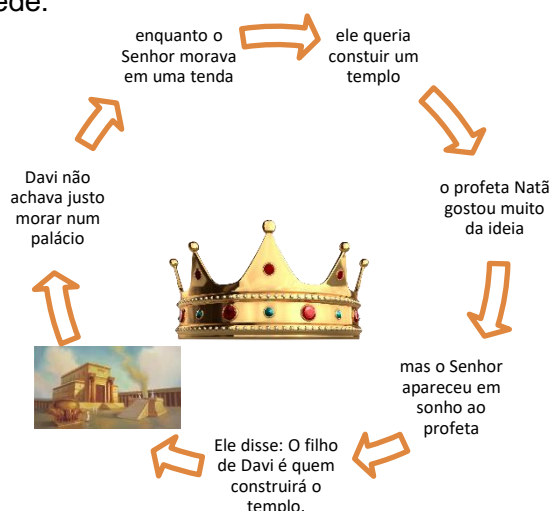 ede.
enquanto o
Senhor morava
em uma tenda
ele queria
constuir um
templo
o profeta Natã
gostou muito
da ideia
mas o Senhor
apareceu em
sonho ao
profeta
Ele disse: O filho
de Davi é quem
construirá o
templo.
Davi não
achava justo
morar num
palácio